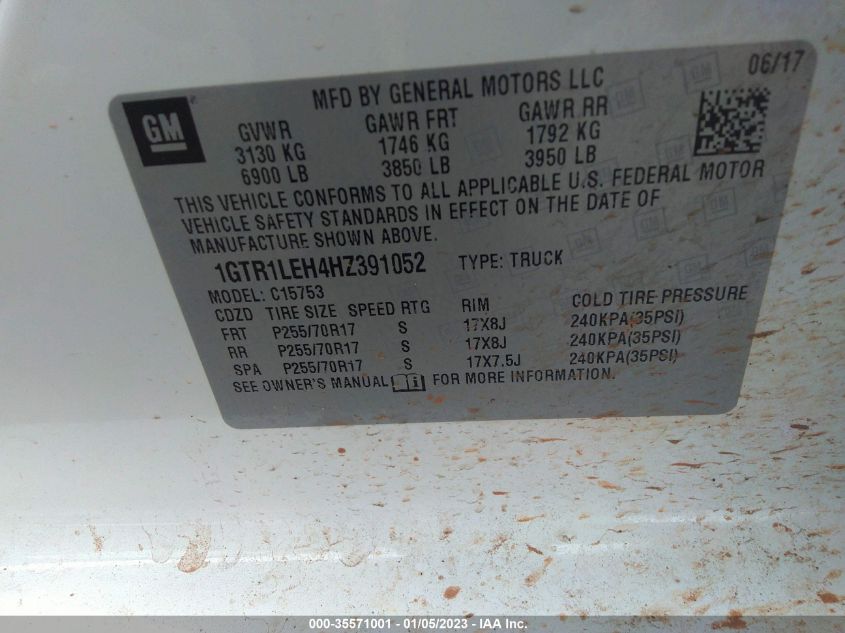 06/17
GM
MFD BY GENERAL MOTORS LLC
GVWR GAWR FRT GAWR RR
3130 KG 1746 KG 1792 KG
6900 LB 3850 LB 3950 LB
THIS VEHICLE CONFORMS TO ALL APPLICABLE U.S. FEDERAL MOTOR
VEHICLE SAFETY STANDARDS IN EFFECT ON THE DATE OF
MANUFACTURE SHOWN ABOVE.
1GTR1LEH4HZ391052 TYPE: TRUCK
MODEL: C15753
CDZD TIRE SIZE SPEED RTG RIM COLD TIRE PRESSURE
FRT P255/70R17 S 17X8J 240KPA(35PSI)
RR P255/70R17 S 17X8J 240KPA(35PSI)
SPA P255/70R17 S 17X7.5J 240KPA(35PSI)
SEE OWNER'S MANUAL FOR MORE INFORMATION.
000-35571001 - 01/05/2023 - IAA Inc.